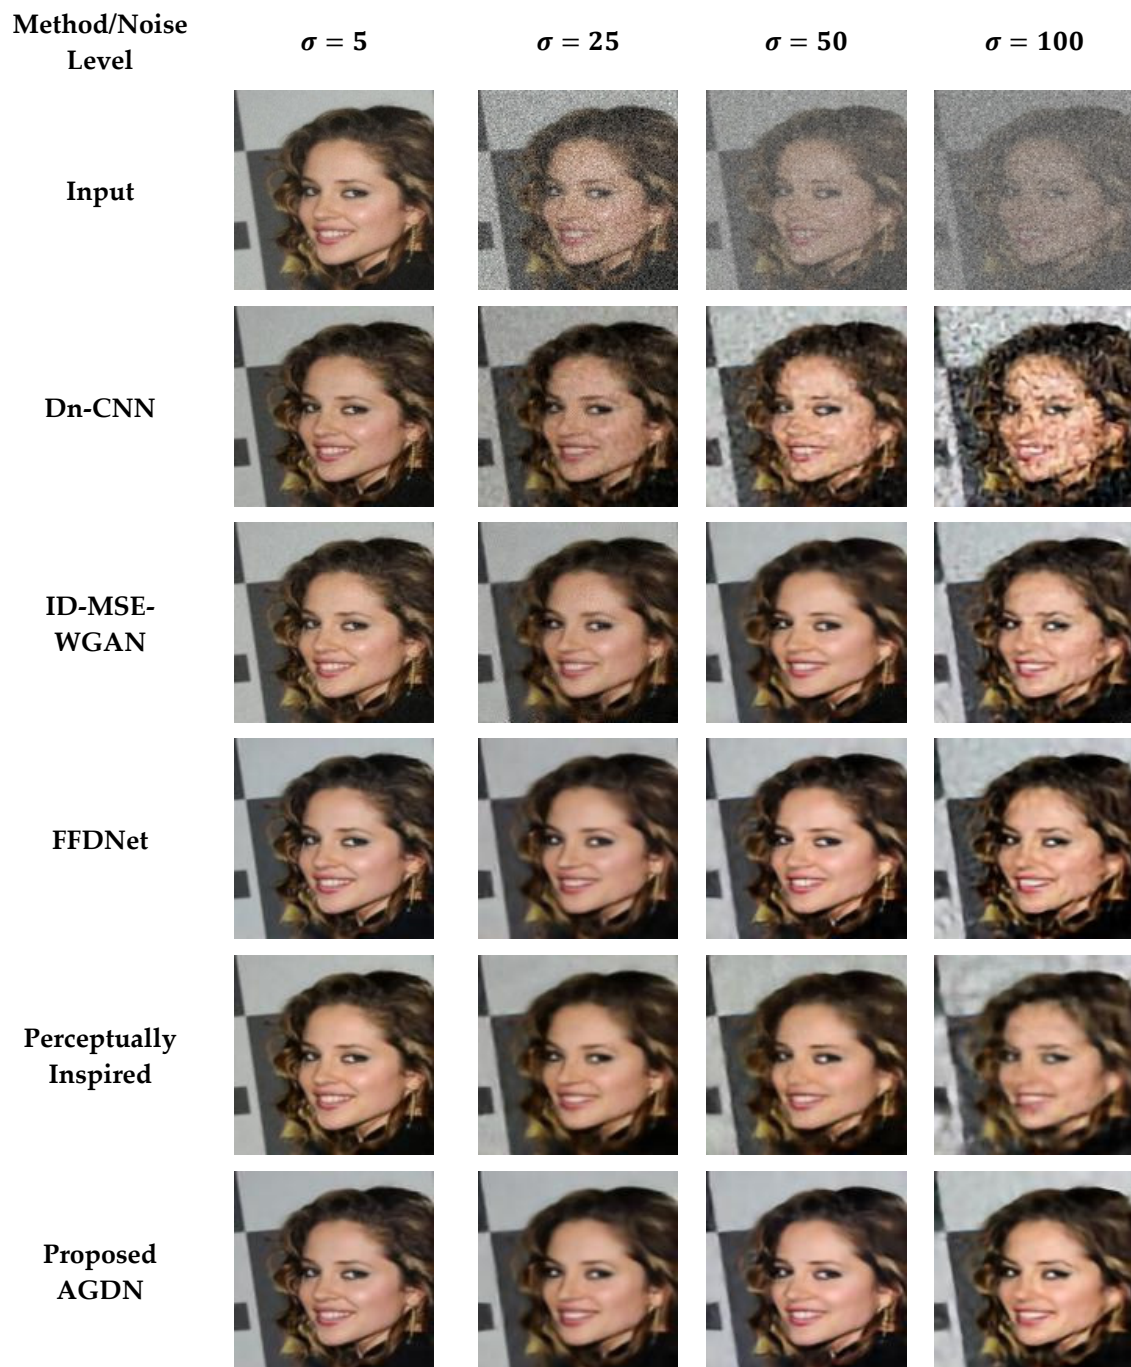 Method/Noise
Level
σ = 5
σ = 25
σ = 50
σ = 100
Input
Dn-CNN
ID-MSE-
WGAN
FFDNet
Perceptually
Inspired
Proposed
AGDN